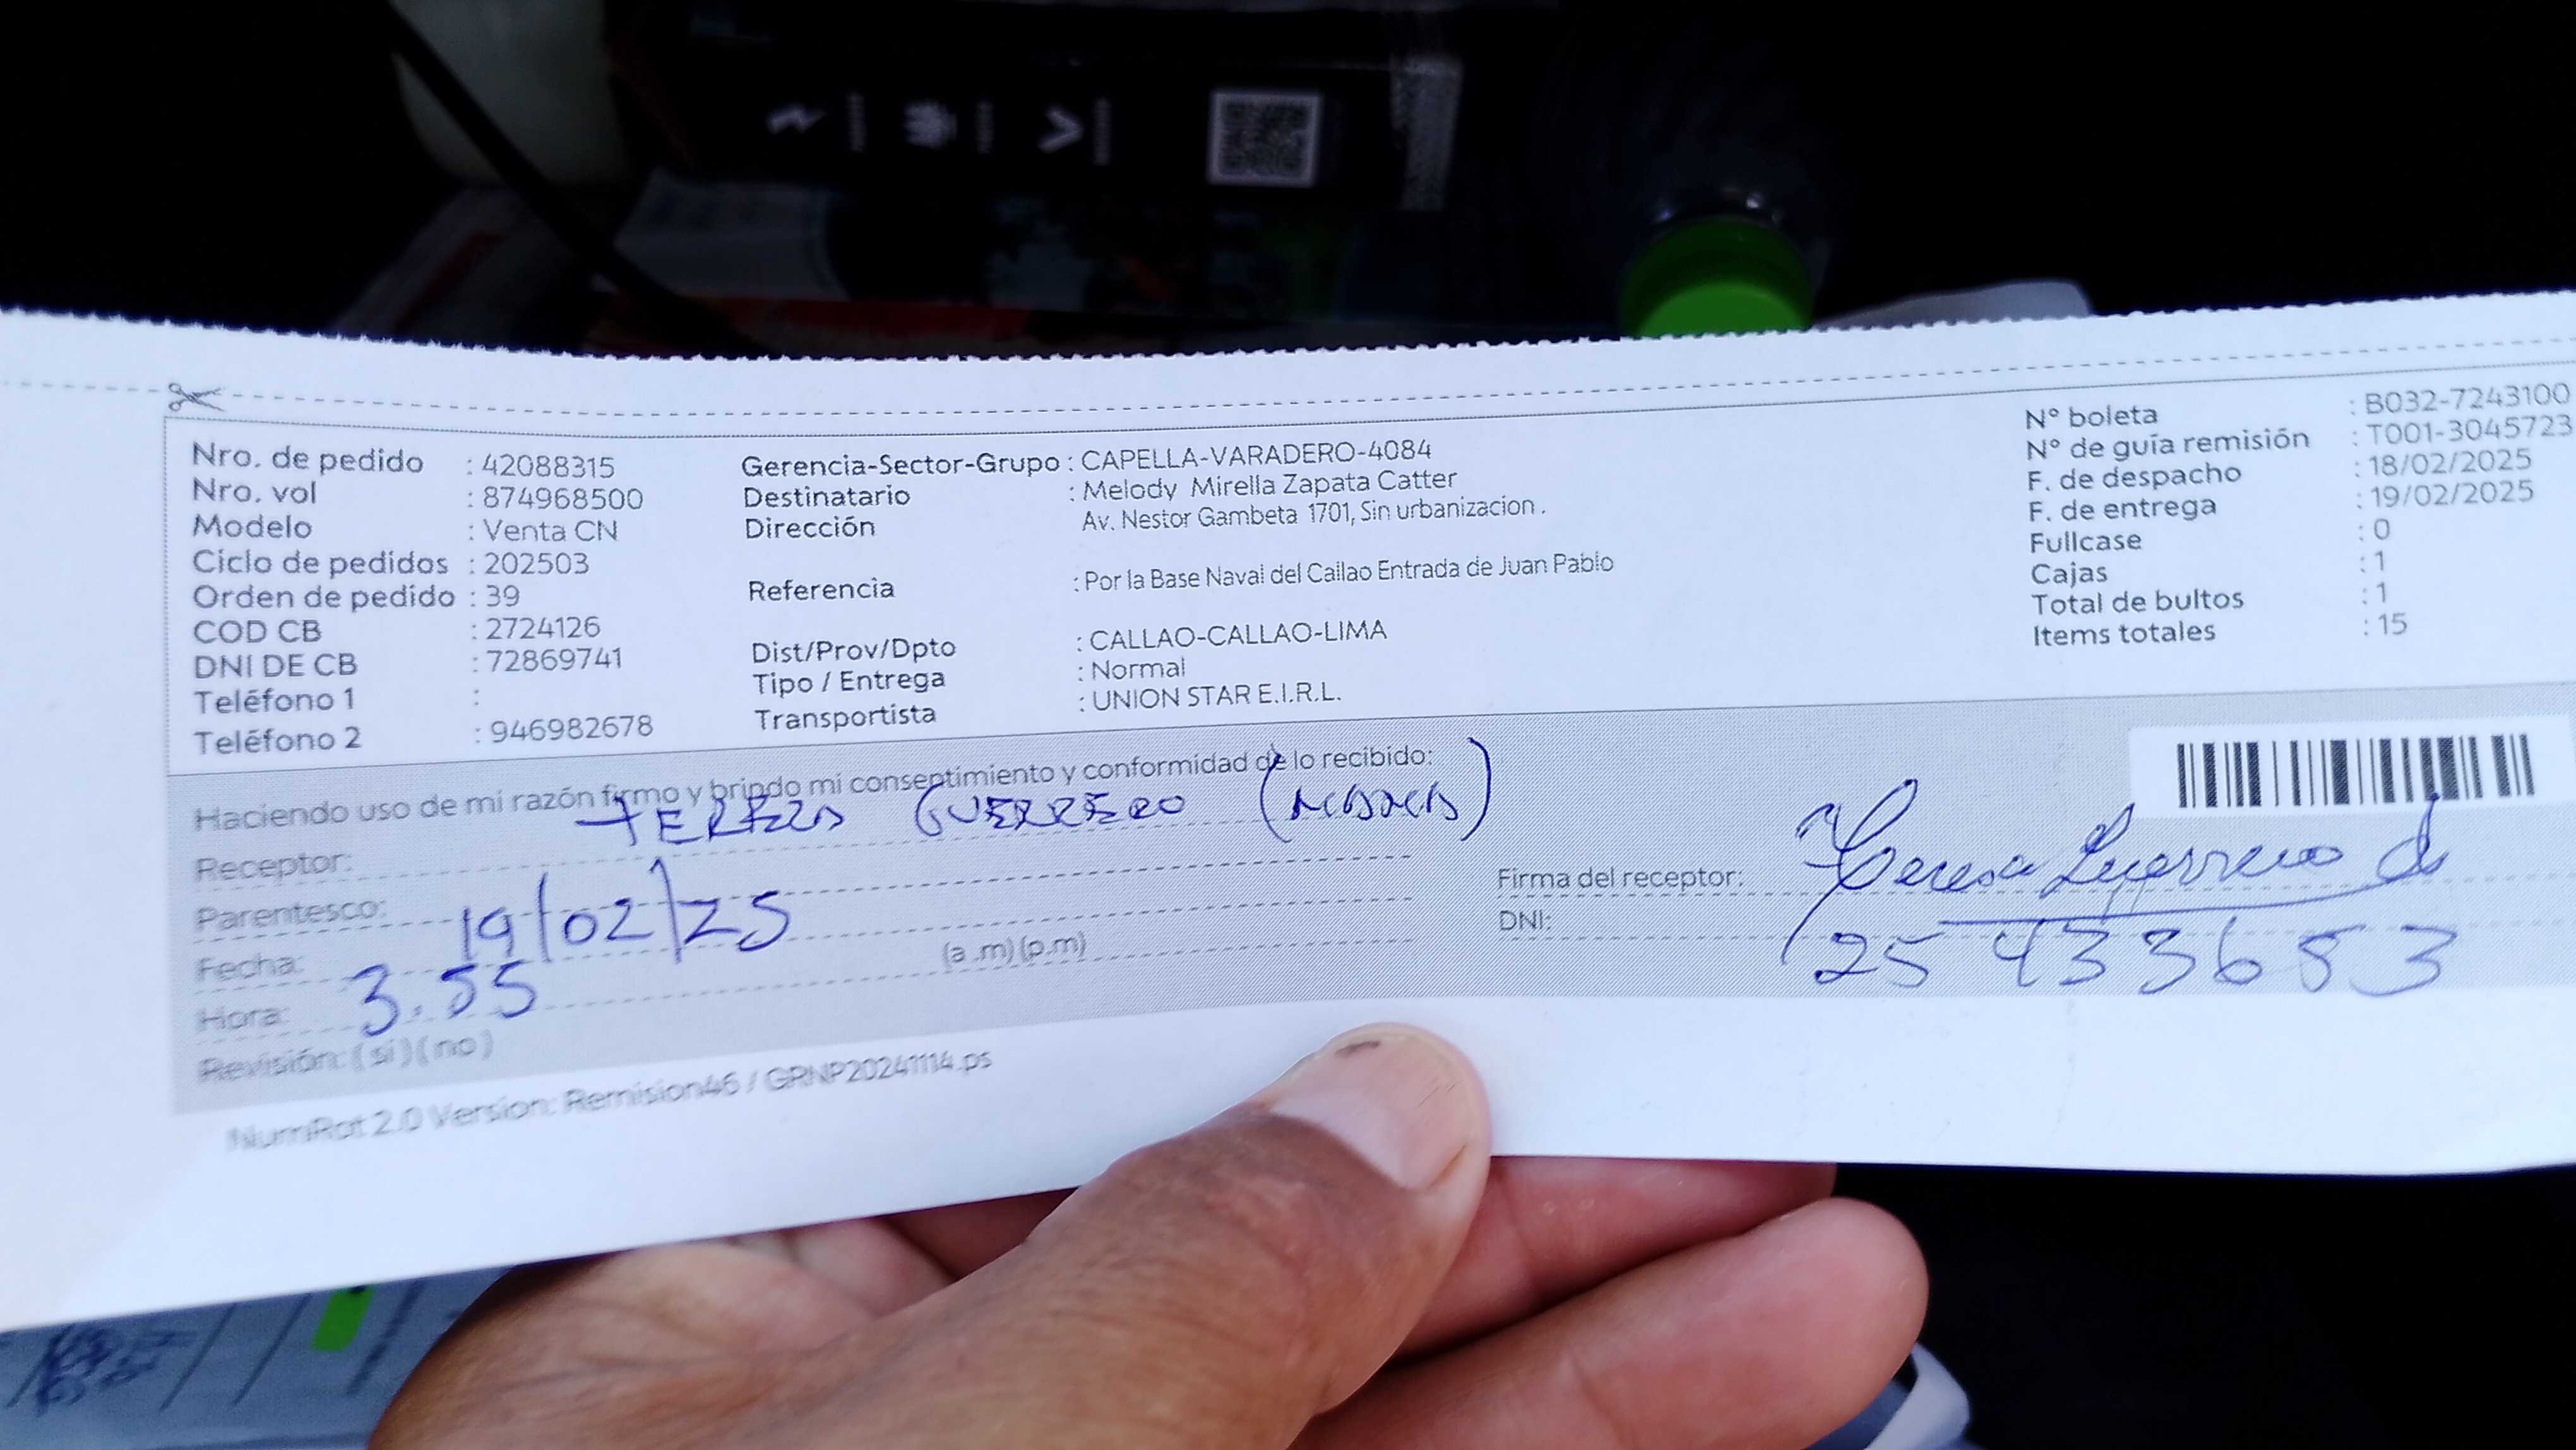 Nro. de pedido : 42088315
Nro. vol : 874968500
Modelo : Venta CN
Ciclo de pedidos : 202503
Orden de pedido : 39
COD CB : 2724126
DNI DE CB : 72869741
Teléfono 1 :
Teléfono 2 : 946982678
Gerencia-Sector-Grupo : CAPELLA-VARADERO-4084
Destinatario : Melody Mirella Zapata Catter
Dirección Av. Nestor Gambeta 1701, Sin urbanizacion .
Referencia : Por la Base Naval del Callao Entrada de Juan Pablo
Dist/Prov/Dpto : CALLAO-CALLAO-LIMA
Tipo / Entrega : Normal
Transportista : UNION STAR E.I.R.L.
N° boleta : B032-7243100
N° de guía remisión : T001-3045723
F. de despacho : 18/02/2025
F. de entrega : 19/02/2025
Fullcase : 0
Cajas : 1
Total de bultos : 1
Items totales : 15
Haciendo uso de mi razón firmo y brindo mi consentimiento y conformidad de lo recibido:
Receptor: GUERRERO
Parentesco:
Fecha: 19/02/25
Hora: 3.55 (a .m) (p.m)
Revisión: ( si ) ( no )
Firma del receptor: Teresa Guerrero d
DNI: 25433653
NumRot 2.0 Version: Remision46 / GRNP20241114.ps